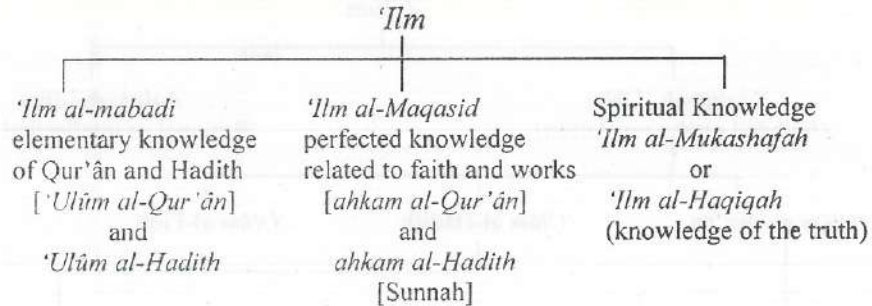 ‘Ilm
‘Ilm al-mabadi
elementary knowledge
of Qur’ân and Hadith
[‘Ulûm al-Qur’ân]
and
‘Ulûm al-Hadith
‘Ilm al-Maqasid
perfected knowledge
related to faith and works
[ahkam al-Qur’ân]
and
ahkam al-Hadith
[Sunnah]
Spiritual Knowledge
‘Ilm al-Mukashafah
or
‘Ilm al-Haqiqah
(knowledge of the truth)